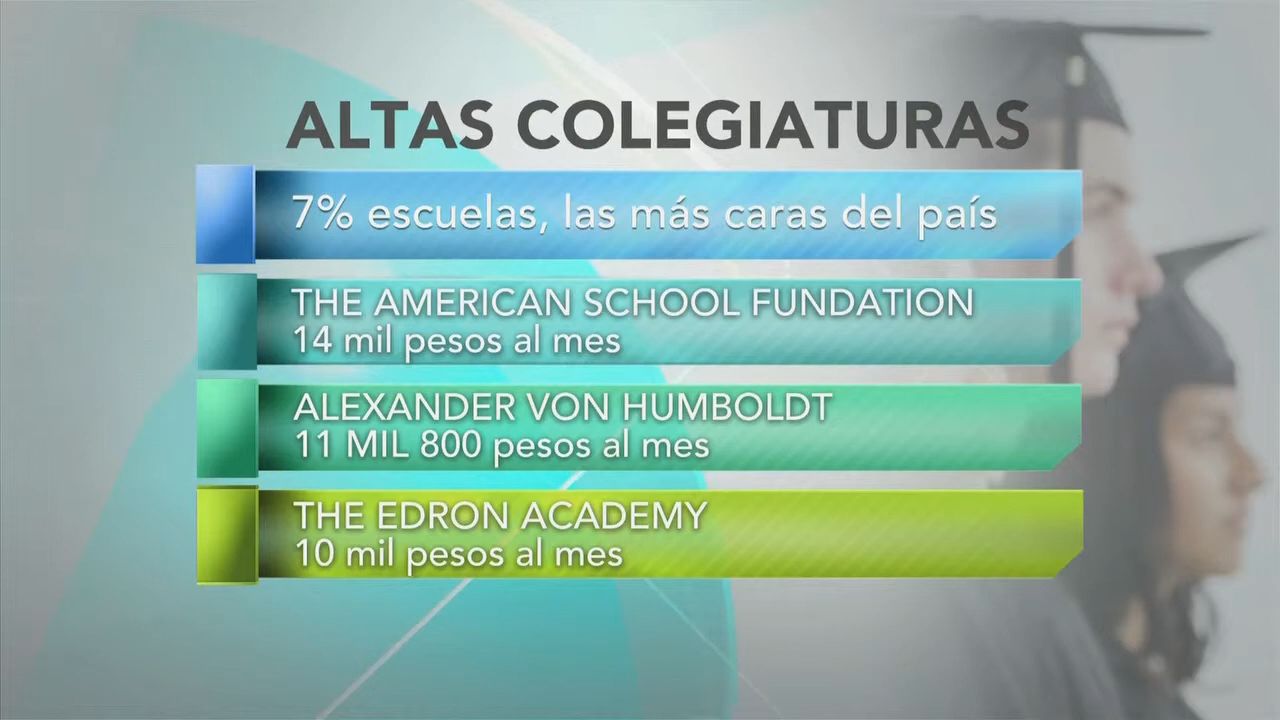 ALTAS COLEGIATURAS
7% escuelas, las más caras del país
THE AMERICAN SCHOOL FUNDATION
14 mil pesos al mes
ALEXANDER VON HUMBOLDT
11 MIL 800 pesos al mes
THE EDRON ACADEMY
10 mil pesos al mes